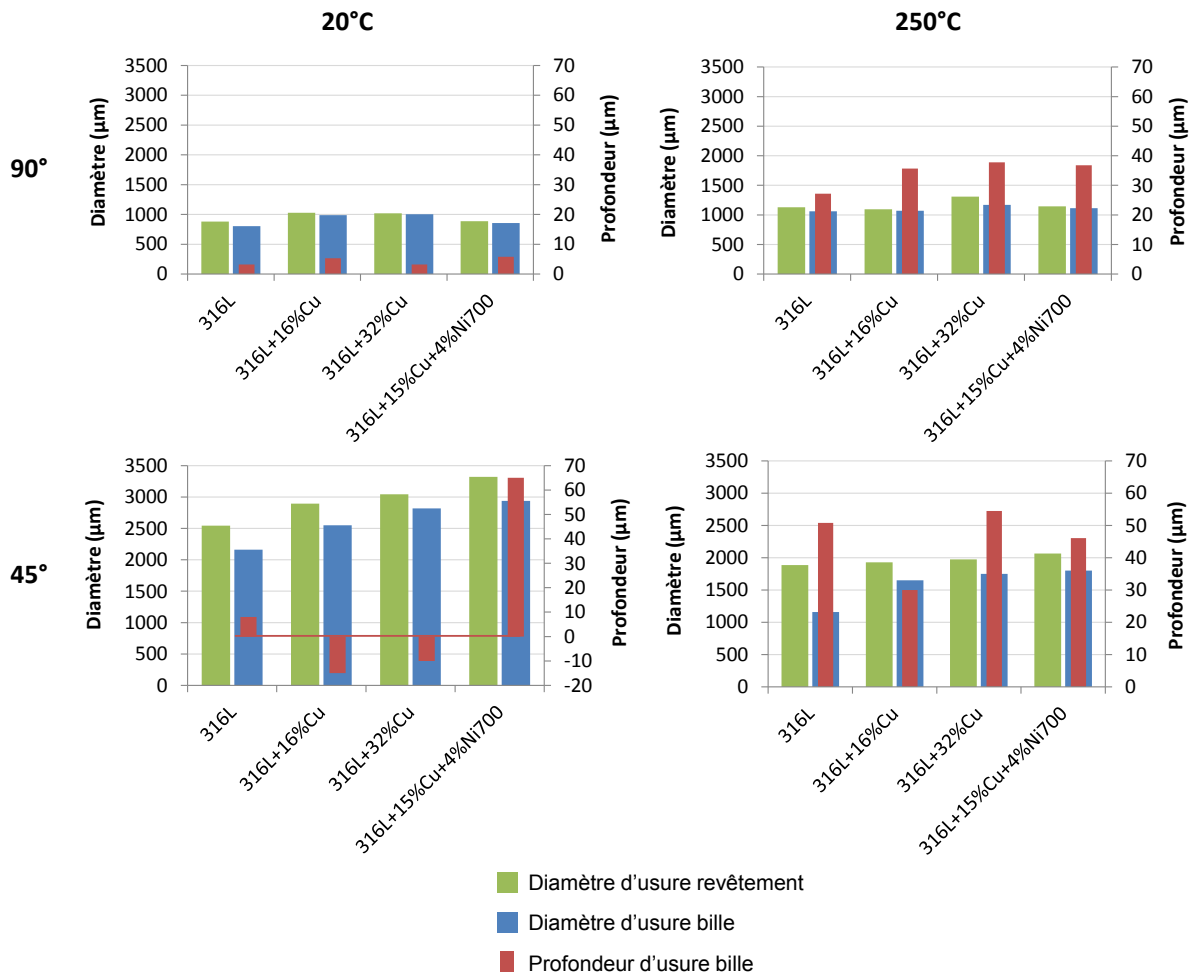 20°C
250°C
90°
45°
Diamètre (µm)
3500
3000
2500
2000
1500
1000
500
0
Profondeur (µm)
70
60
50
40
30
20
10
0
316L
316L+16%Cu
316L+32%Cu
316L+15%Cu+4%Ni700
Diamètre (µm)
3500
3000
2500
2000
1500
1000
500
0
Profondeur (µm)
70
60
50
40
30
20
10
0
316L
316L+16%Cu
316L+32%Cu
316L+15%Cu+4%Ni700
Diamètre (µm)
3500
3000
2500
2000
1500
1000
500
0
Profondeur (µm)
70
60
50
40
30
20
10
0
-10
-20
316L
316L+16%Cu
316L+32%Cu
316L+15%Cu+4%Ni700
Diamètre (µm)
3500
3000
2500
2000
1500
1000
500
0
Profondeur (µm)
70
60
50
40
30
20
10
0
316L
316L+16%Cu
316L+32%Cu
316L+15%Cu+4%Ni700
Diamètre d'usure revêtement
Diamètre d'usure bille
Profondeur d'usure bille